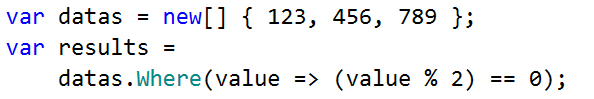 var datas = new[] { 123, 456, 789 };
var results =
    datas.Where(value => (value % 2) == 0);